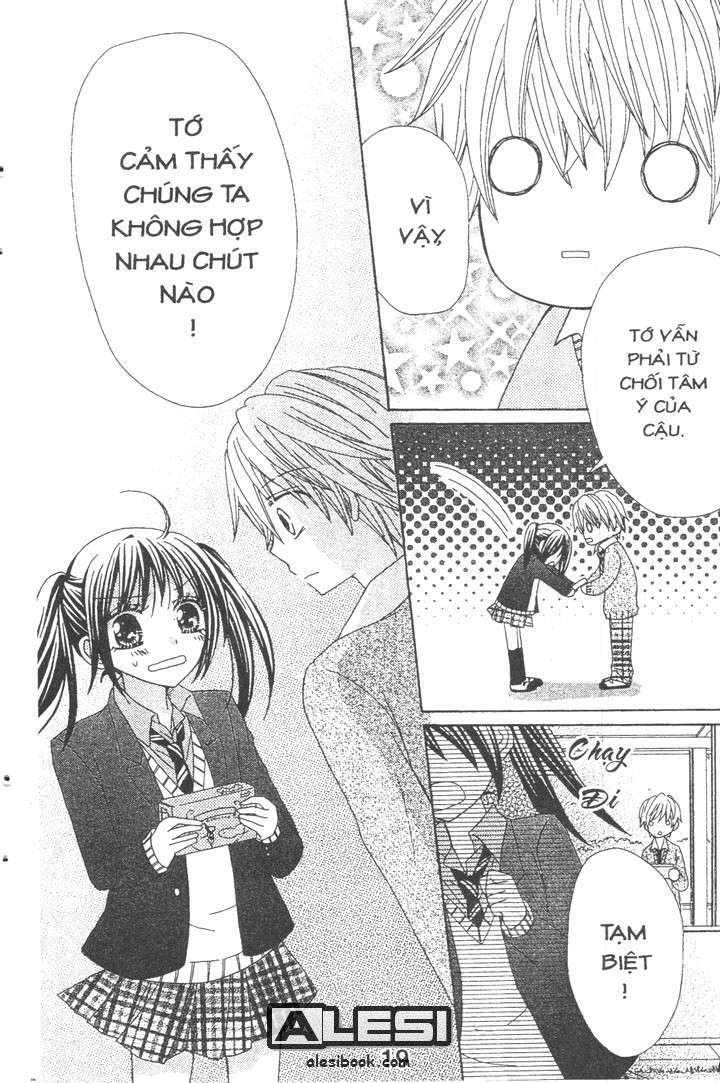 TỚ
CẢM THẤY
CHÚNG TA
KHÔNG HỢP
NHAU CHÚT
NÀO
!
VÌ
VẬY,
TỚ VẪN
PHẢI TỪ
CHỐI TÂM
Ý CỦA
CẬU.
Chạy
Đi
TẠM
BIỆT
!
ALESI
19
alesibook.com